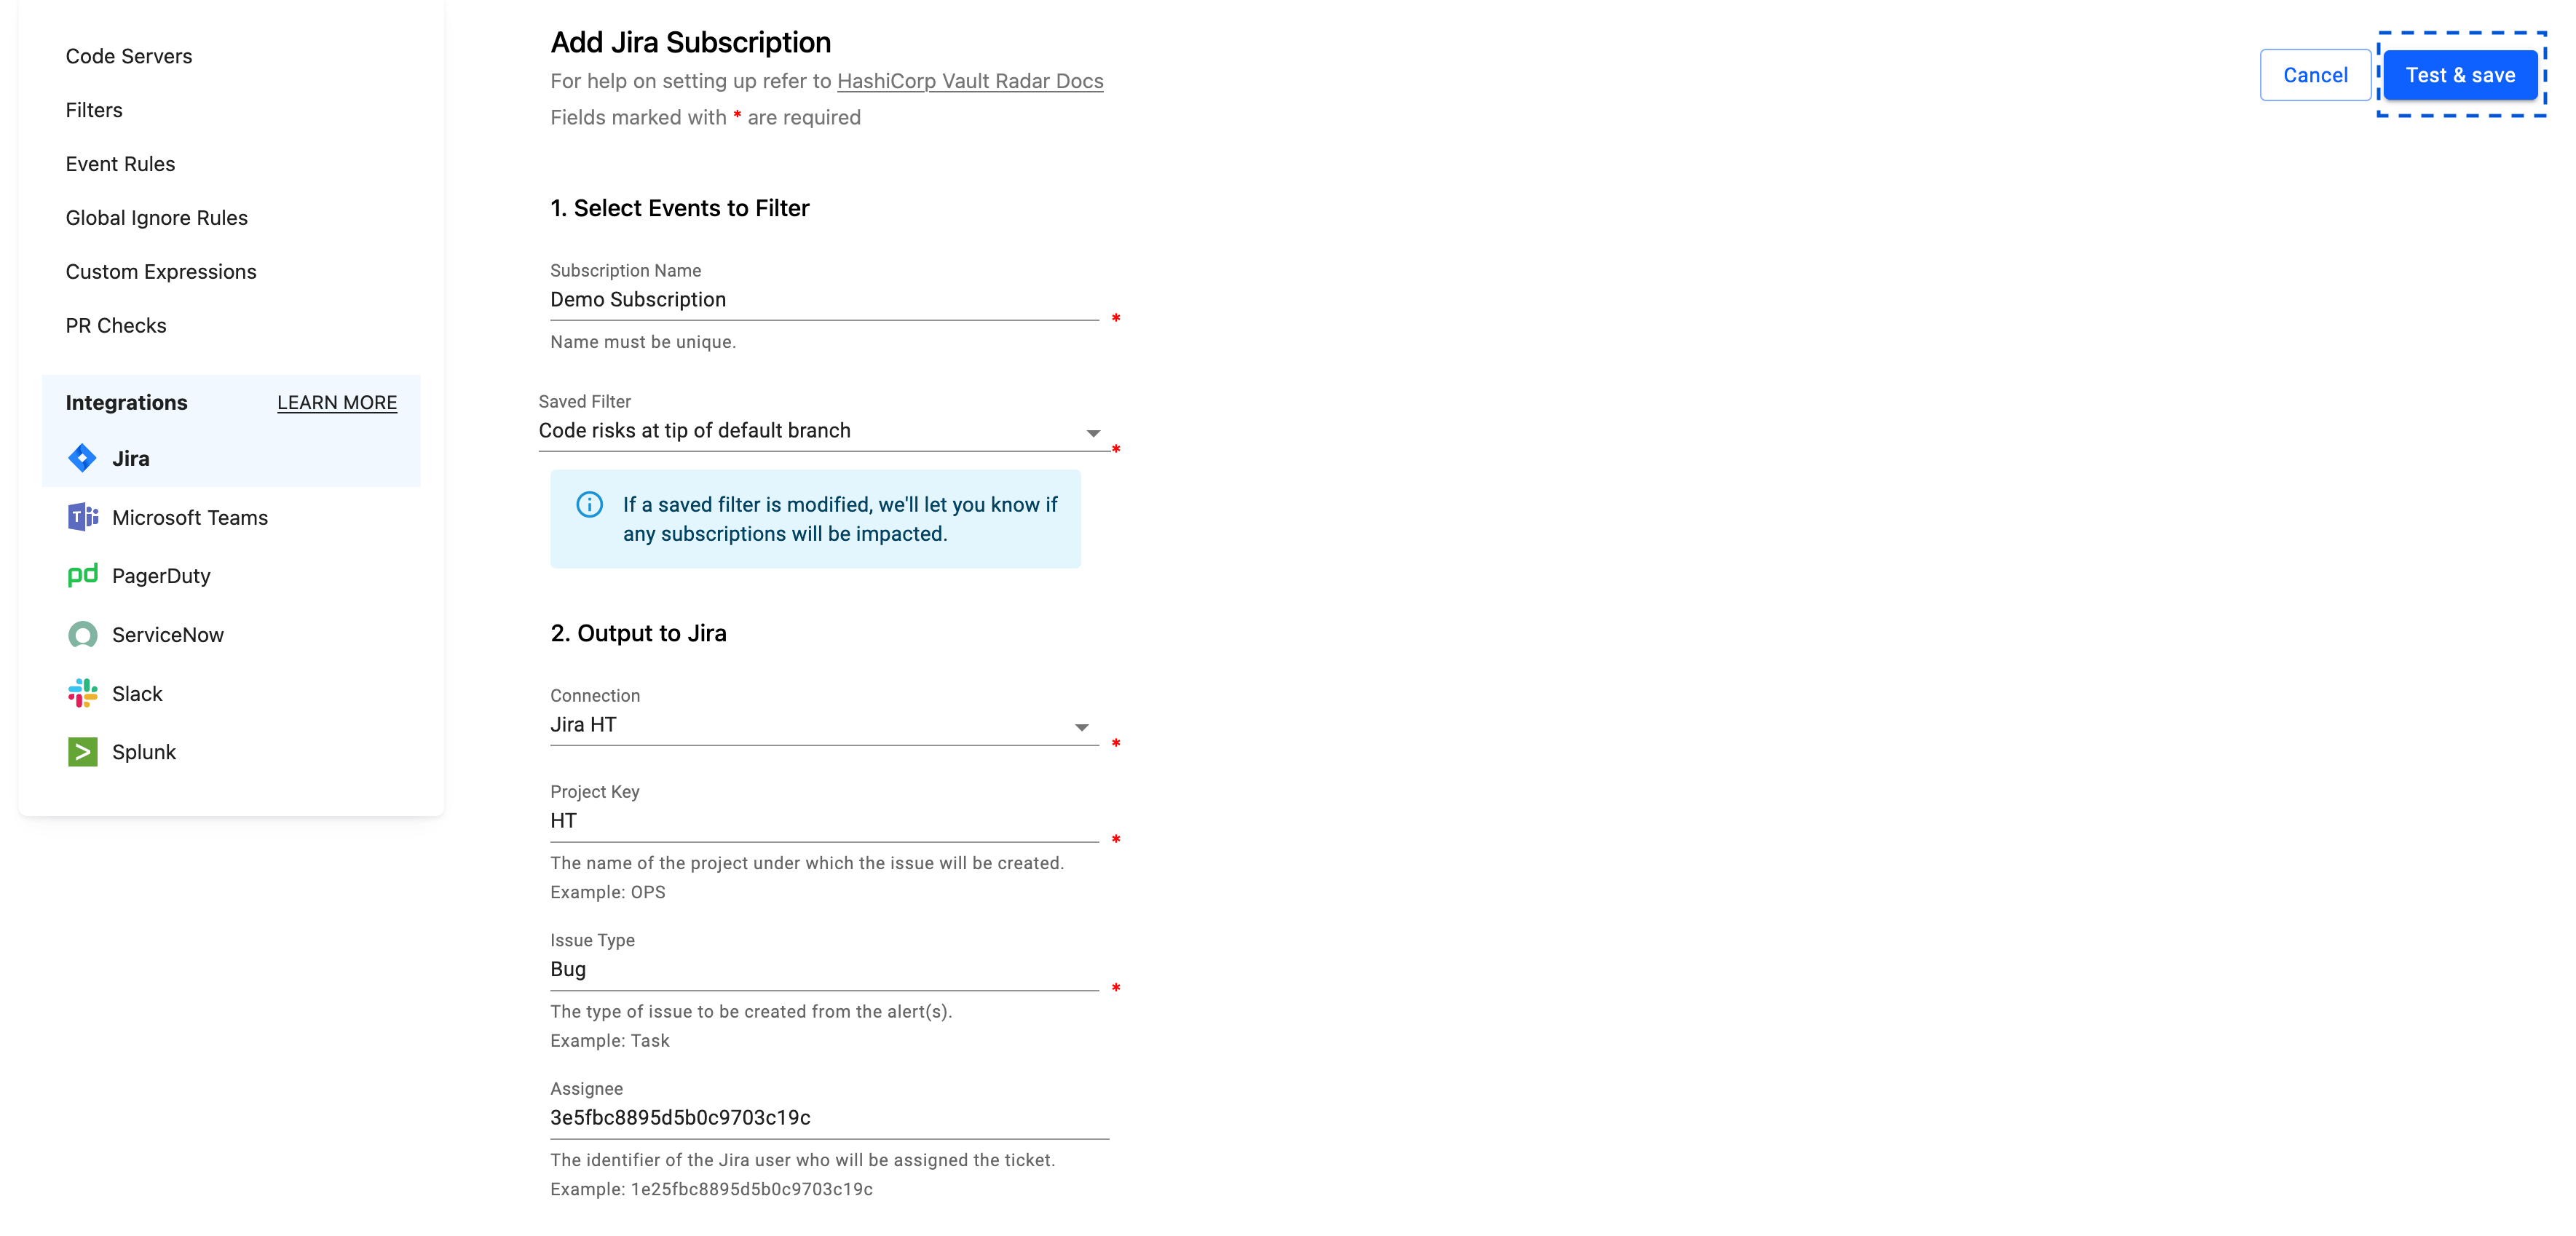 Code Servers
Filters
Event Rules
Global Ignore Rules
Custom Expressions
PR Checks
Integrations LEARN MORE
Jira
Microsoft Teams
PagerDuty
ServiceNow
Slack
Splunk
Add Jira Subscription
For help on setting up refer to HashiCorp Vault Radar Docs
Fields marked with * are required
Cancel
Test & save
1. Select Events to Filter
Subscription Name
Demo Subscription
*
Name must be unique.
Saved Filter
Code risks at tip of default branch
*
If a saved filter is modified, we'll let you know if
any subscriptions will be impacted.
2. Output to Jira
Connection
Jira HT
*
Project Key
HT
*
The name of the project under which the issue will be created.
Example: OPS
Issue Type
Bug
*
The type of issue to be created from the alert(s).
Example: Task
Assignee
3e5fbc8895d5b0c9703c19c
The identifier of the Jira user who will be assigned the ticket.
Example: 1e25fbc8895d5b0c9703c19c